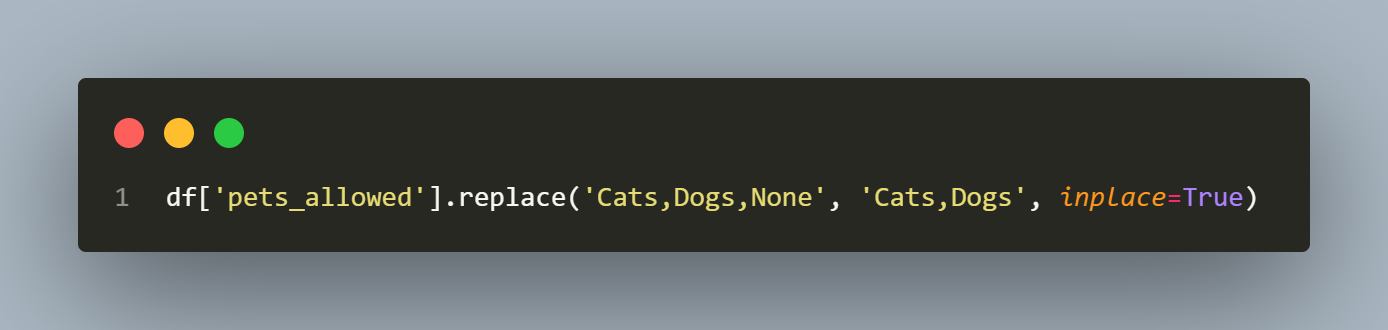 1 df['pets_allowed'].replace('Cats,Dogs,None', 'Cats,Dogs', inplace=True)